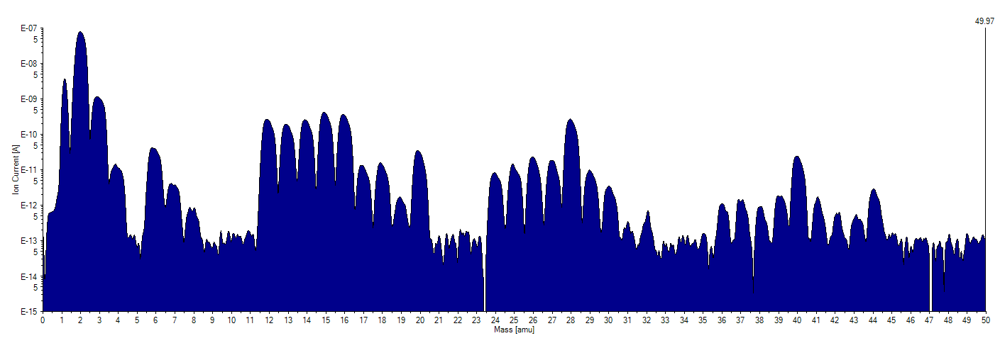 49.97
E-07
5
E-08
5
E-09
5
E-10
5
E-11
5
E-12
5
E-13
5
E-14
5
E-15
Ion Current [A]
0 1 2 3 4 5 6 7 8 9 10 11 12 13 14 15 16 17 18 19 20 21 22 23 24 25 26 27 28 29 30 31 32 33 34 35 36 37 38 39 40 41 42 43 44 45 46 47 48 49 50
Mass [amu]